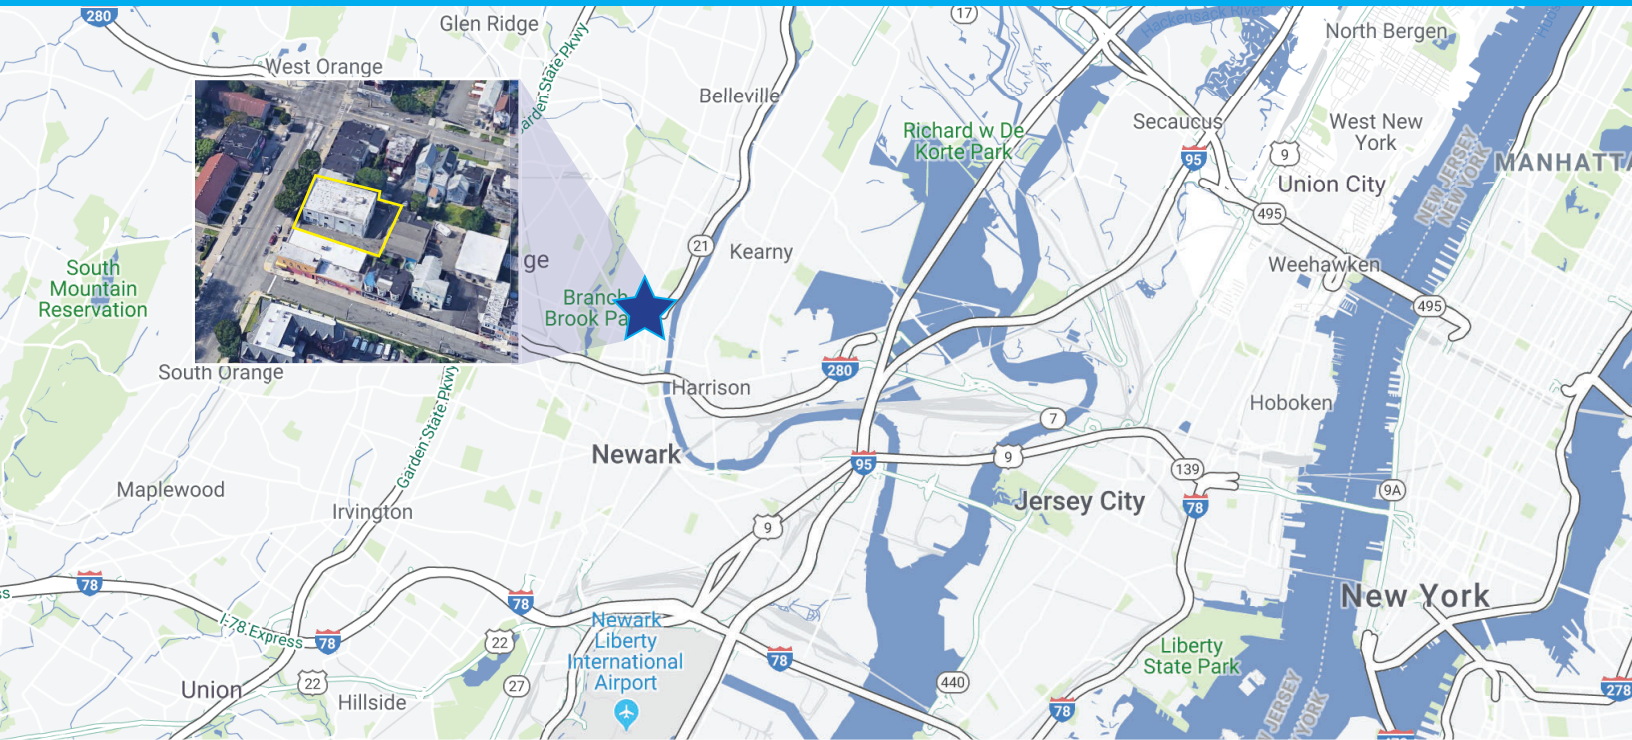 280
Glen Ridge
West Orange
arden State Pkwy
Belleville
17
Hackensack River
North Bergen
Richard w De
Korte Park
Secaucus
West New
York
95
9
MANHATTA
Union City
NEW JERSEY
NEW YORK
495
21
Kearny
ge
South
Mountain
Reservation
Weehawken
Branch
Brook Pa
495
South Orange
280
Harrison
Garden State Pkwy
7
Hoboken
Newark
95
9
139
9A
Maplewood
Irvington
Jersey City
78
9
78
78
I-78 Express
78
22
Newark
Liberty
International
Airport
New York
Liberty
State Park
78
Union
22
27
Hillside
440
78
278
JERSEY
YORK